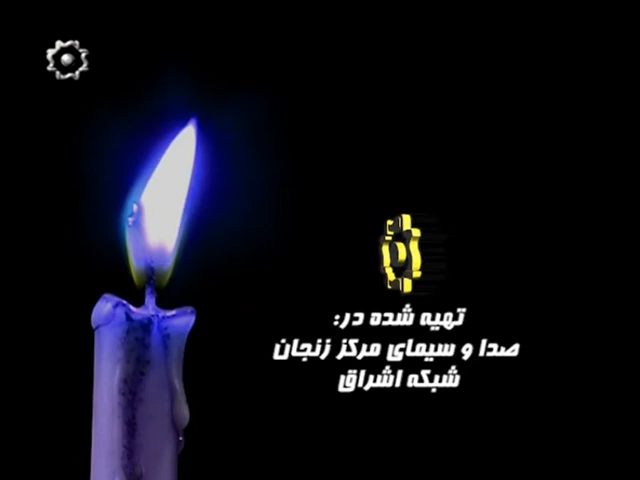 تهیه شده در:
صدا و سیمای مرکز زنجان
شبکه اشراق